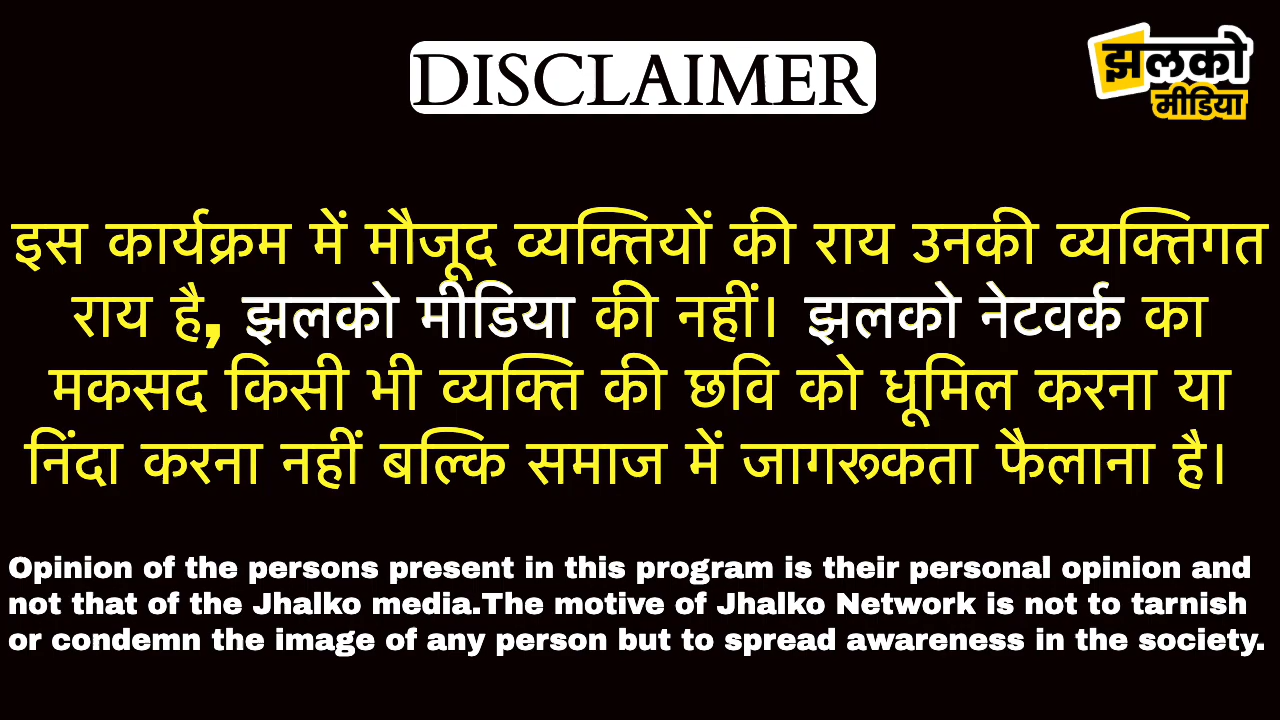 DISCLAIMER
झलको
मीडिया
इस कार्यक्रम में मौजूद व्यक्तियों की राय उनकी व्यक्तिगत
राय है, झलको मीडिया की नहीं। झलको नेटवर्क का
मकसद किसी भी व्यक्ति की छवि को धूमिल करना या
निंदा करना नहीं बल्कि समाज में जागरूकता फैलाना है।
Opinion of the persons present in this program is their personal opinion and
not that of the Jhalko media.The motive of Jhalko Network is not to tarnish
or condemn the image of any person but to spread awareness in the society.